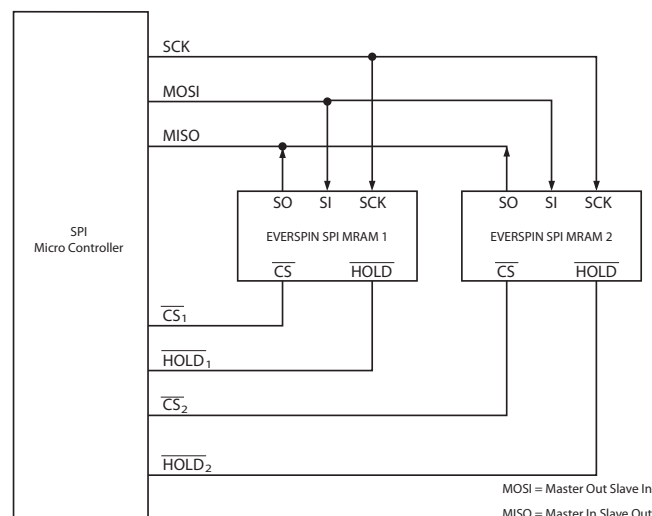 SCK
MOSI
MISO
SO SI SCK
EVERSPIN SPI MRAM 1
CS HOLD
SO SI SCK
EVERSPIN SPI MRAM 2
CS HOLD
SPI
Micro Controller
CS1
HOLD1
CS2
HOLD2
MOSI = Master Out Slave In
MISO = Master In Slave Out